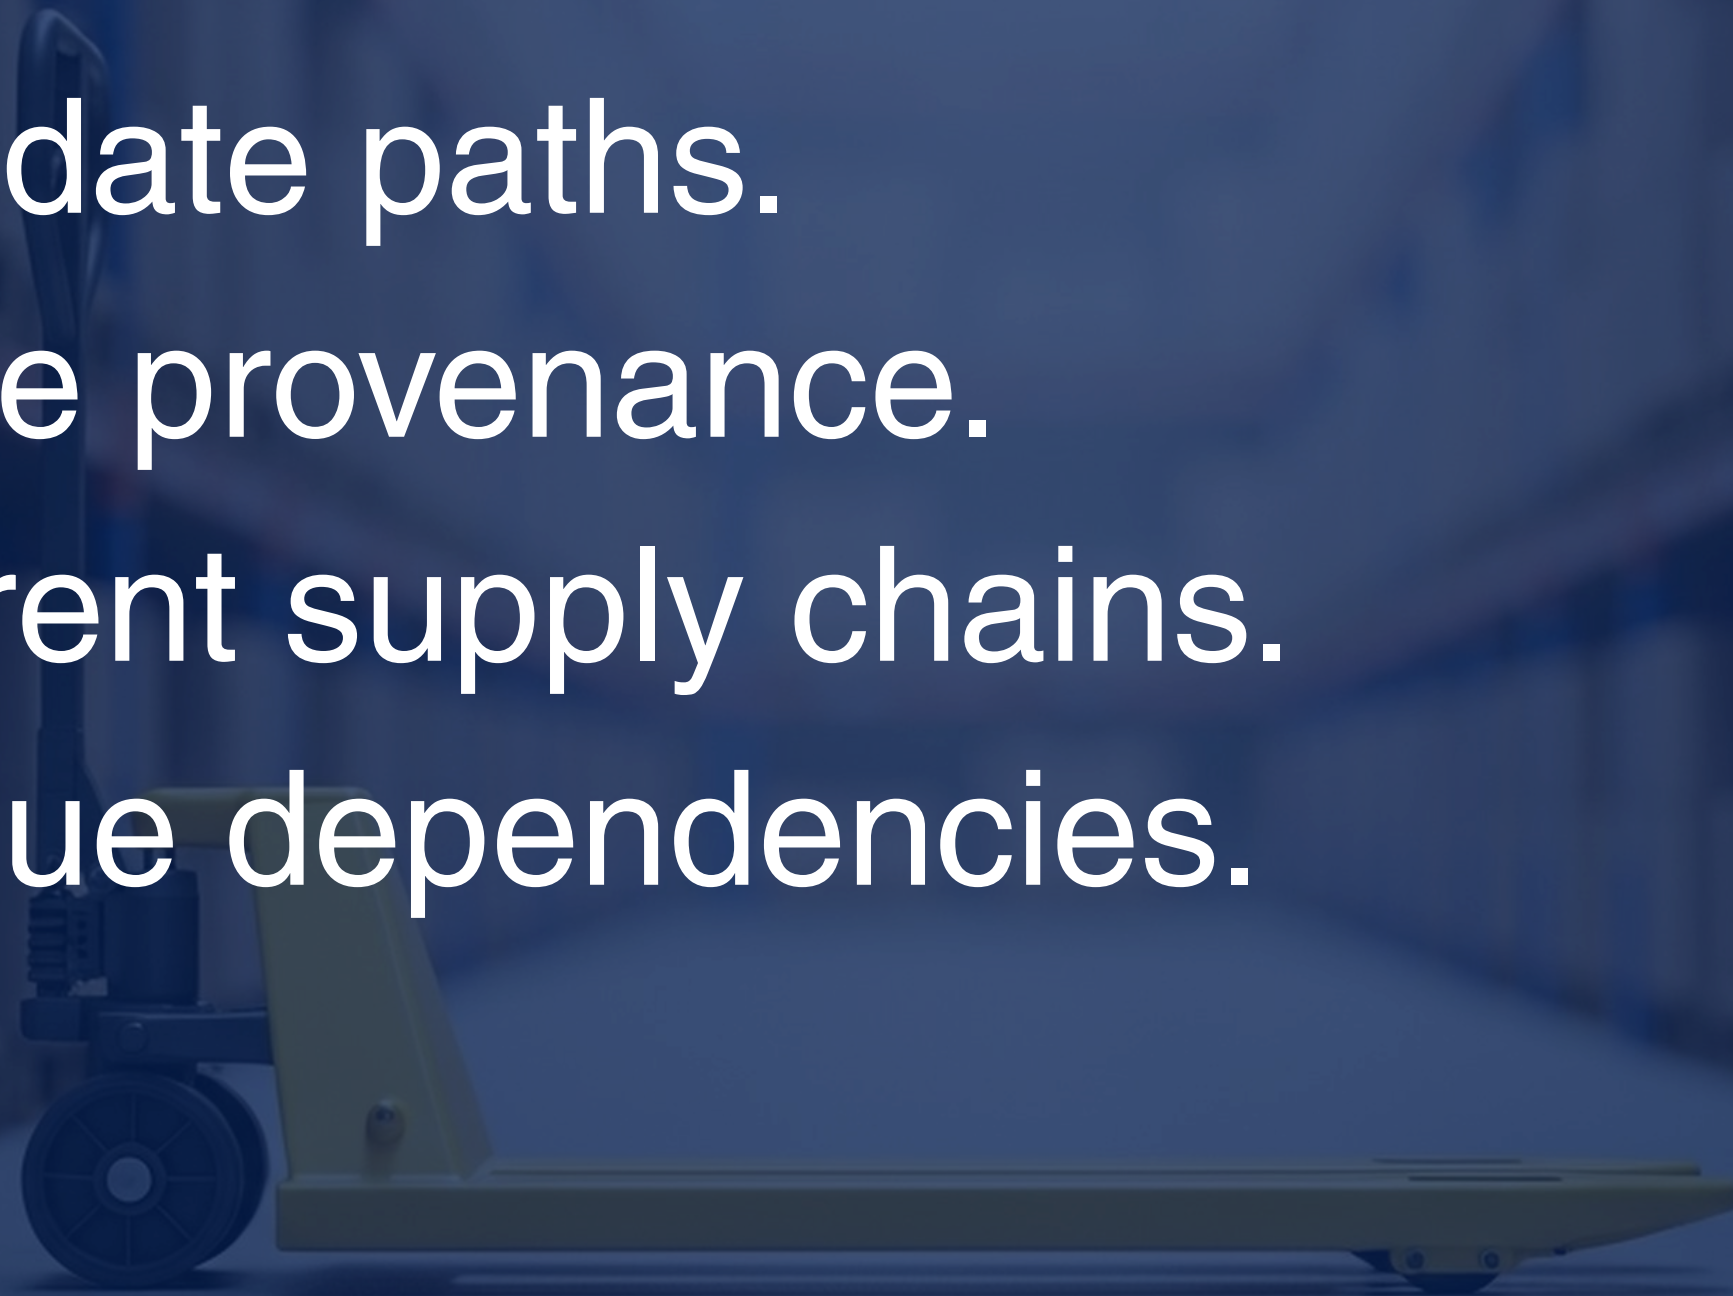 date paths.
e provenance.
rent supply chains.
ue dependencies.